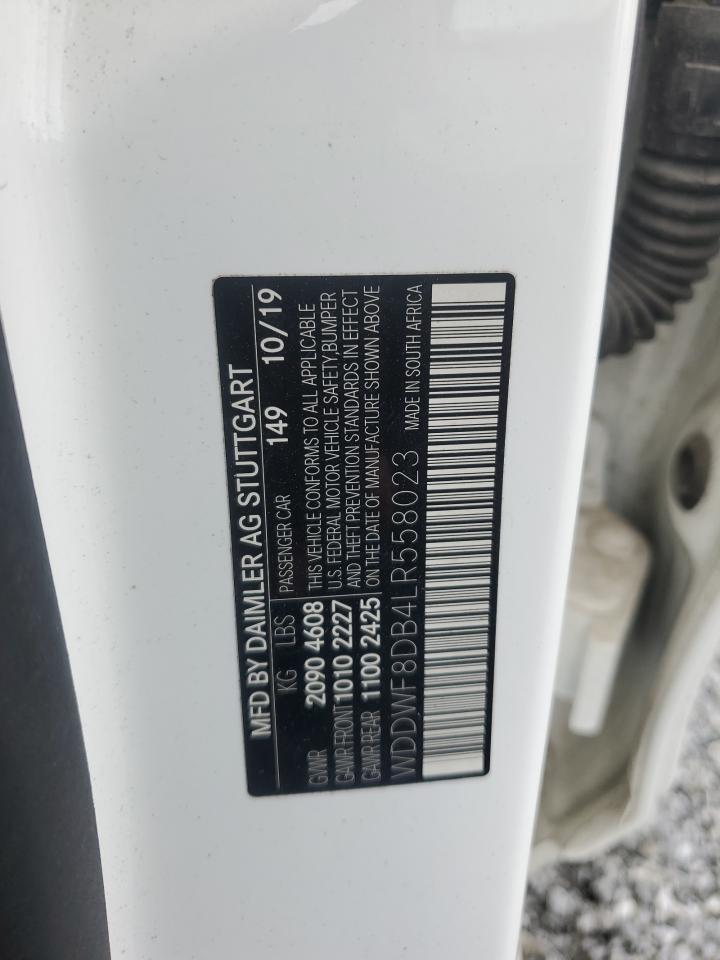 MFD BY DAIMLER AG STUTTGART
KG LBS PASSENGER CAR 149 10/19
GVWR 2090 4608 THIS VEHICLE CONFORMS TO ALL APPLICABLE
GAWR FRONT 1010 2227 U.S. FEDERAL MOTOR VEHICLE SAFETY,BUMPER
GAWR REAR 1100 2425 AND THEFT PREVENTION STANDARDS IN EFFECT
ON THE DATE OF MANUFACTURE SHOWN ABOVE
WDDWF8DB4LR558023 MADE IN SOUTH AFRICA